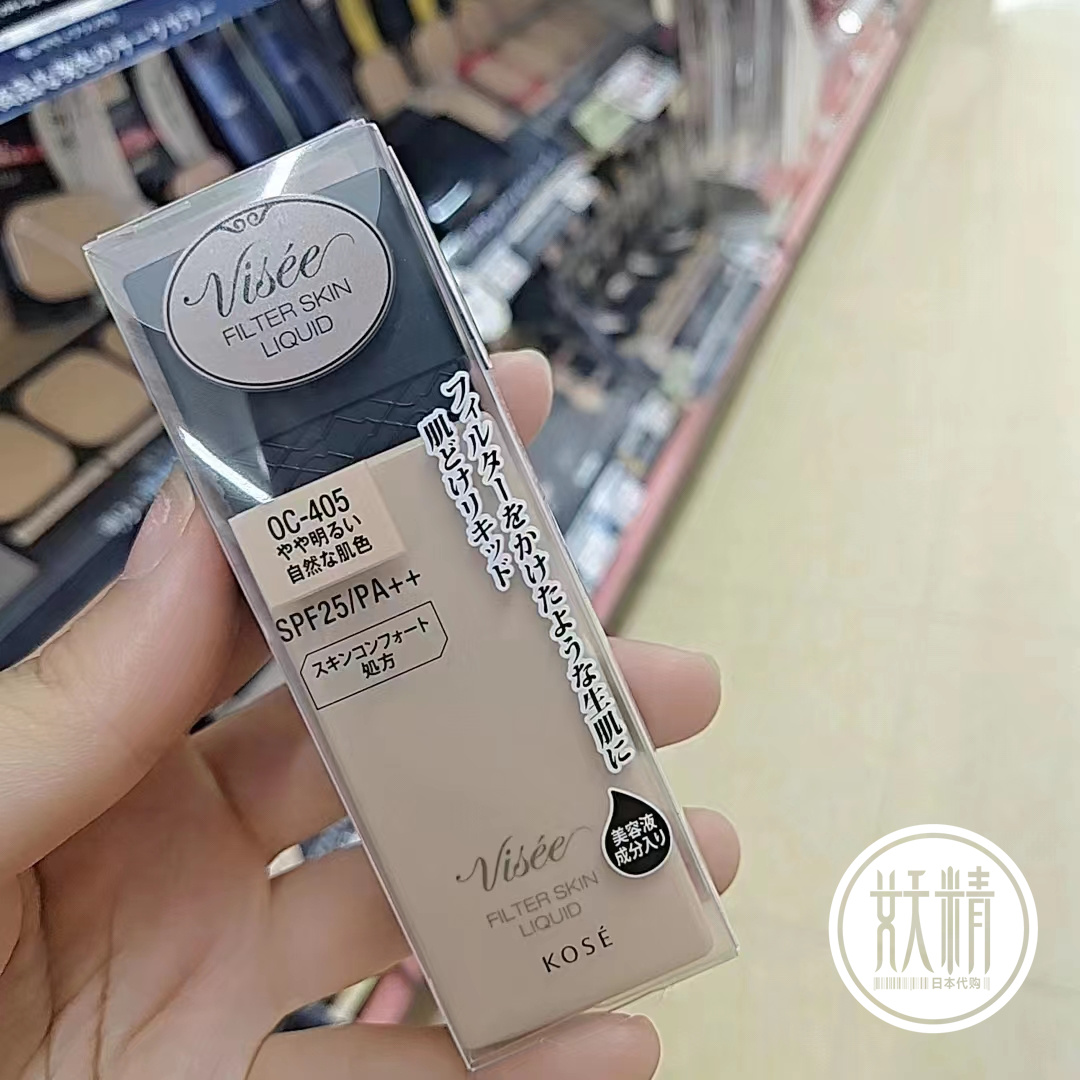 Visée
FILTER SKIN
LIQUID
フィルターをかけたような生肌に
肌どけリキッド
OC-405
やや明るい
自然な肌色
SPF25/PA++
スキンコンフォート
処方
美容液
成分入り
Visée
FILTER SKIN
LIQUID
KOSÉ
妖精
日本代购